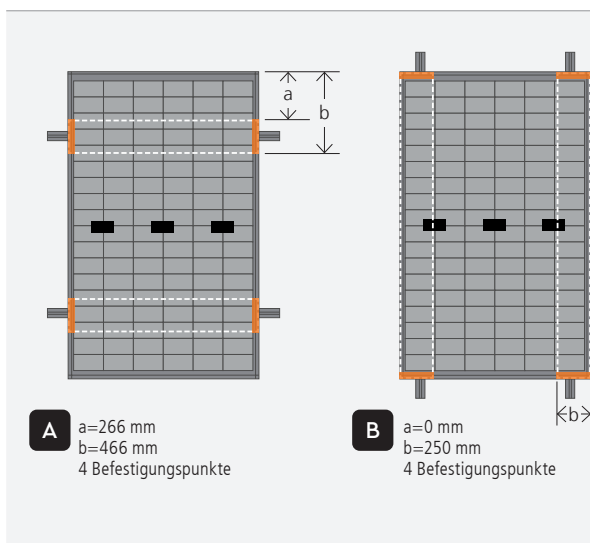 a
b
A
a=266 mm
b=466 mm
4 Befestigungspunkte
b
B
a=0 mm
b=250 mm
4 Befestigungspunkte